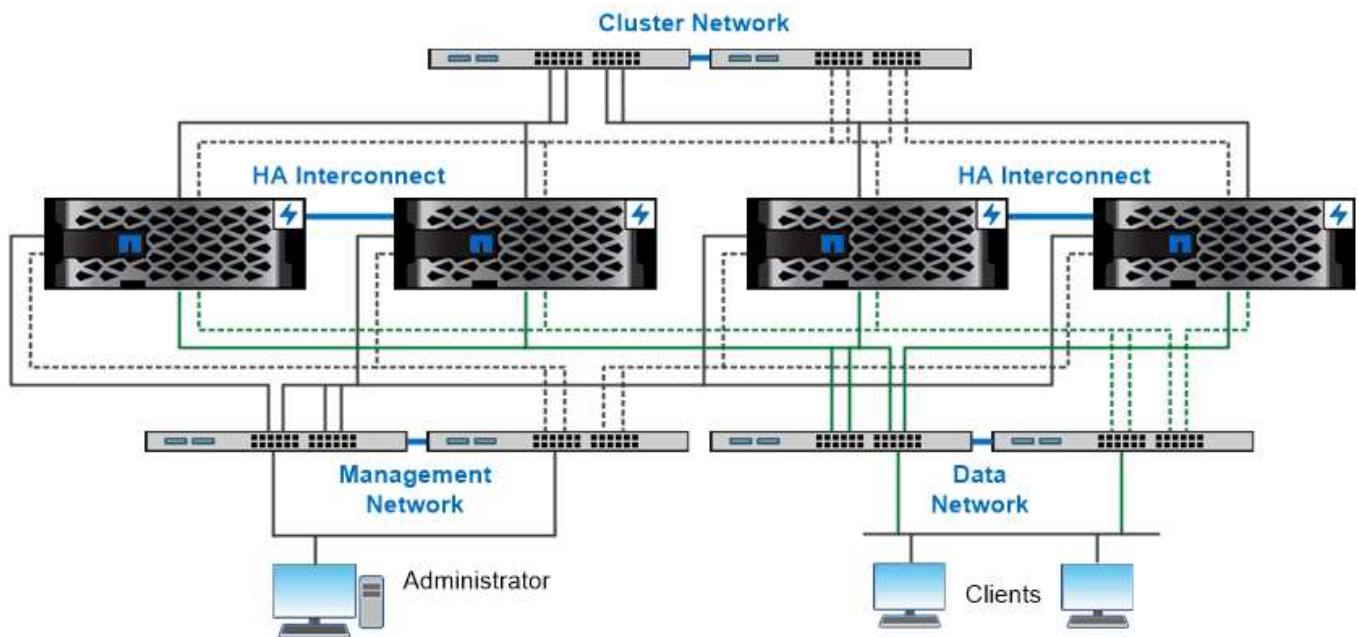 Cluster Network
HA Interconnect
HA Interconnect
Management
Network
Data
Network
Administrator
Clients